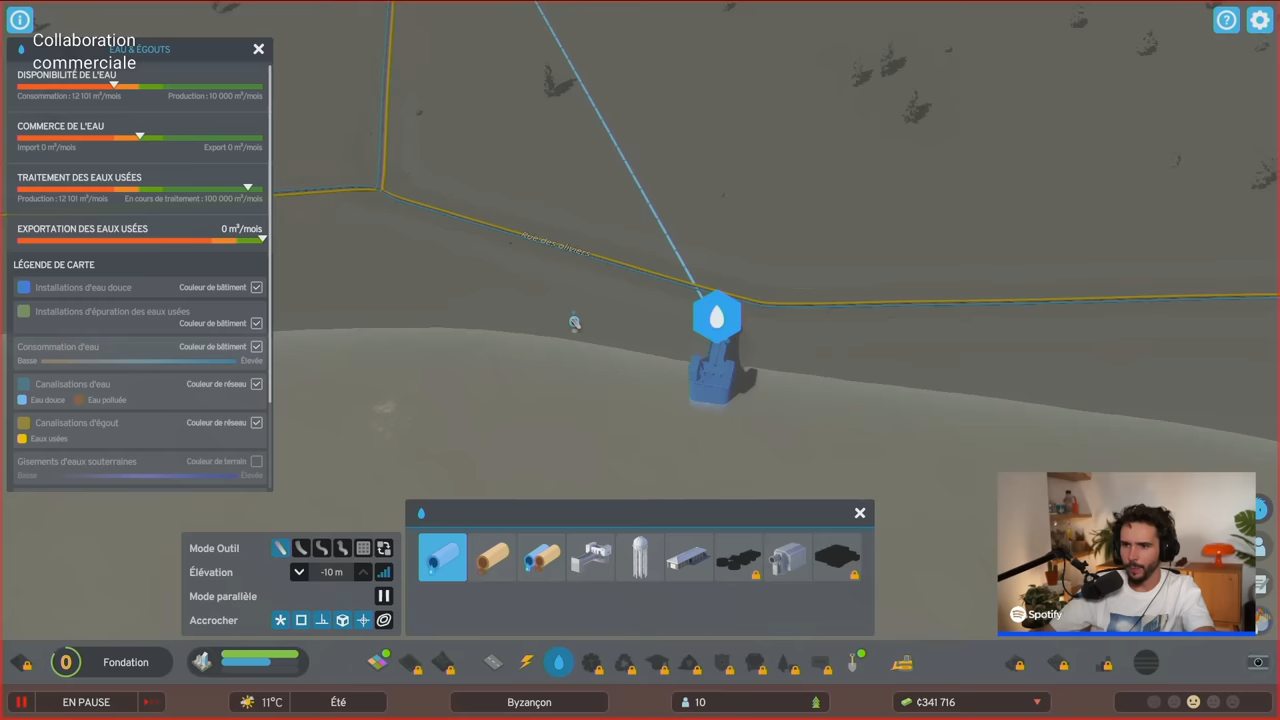 Collaboration
commerciale
EAU & ÉGOUTS
DISPONIBILITÉ DE L'EAU
Consommation : 12 101 m³/mois Production : 10 000 m³/mois
COMMERCE DE L'EAU
Import 0 m³/mois Export 0 m³/mois
TRAITEMENT DES EAUX USÉES
Production : 12 101 m³/mois En cours de traitement : 100 000 m³/mois
EXPORTATION DES EAUX USÉES 0 m³/mois
LÉGENDE DE CARTE
Installations d'eau douce Couleur de bâtiment
Installations d'épuration des eaux usées
Couleur de bâtiment
Consommation d'eau Couleur de bâtiment
Basse Élevée
Canalisations d'eau Couleur de réseau
Eau douce Eau polluée
Canalisations d'égout Couleur de réseau
Eaux usées
Gisements d'eaux souterraines Couleur de terrain
Basse Élevée
Rue des oliviers
Mode Outil
Élévation -10 m
Mode parallèle
Accrocher
Spotify
0 Fondation
EN PAUSE 11°C Été Byzançon 10 ¢341 716